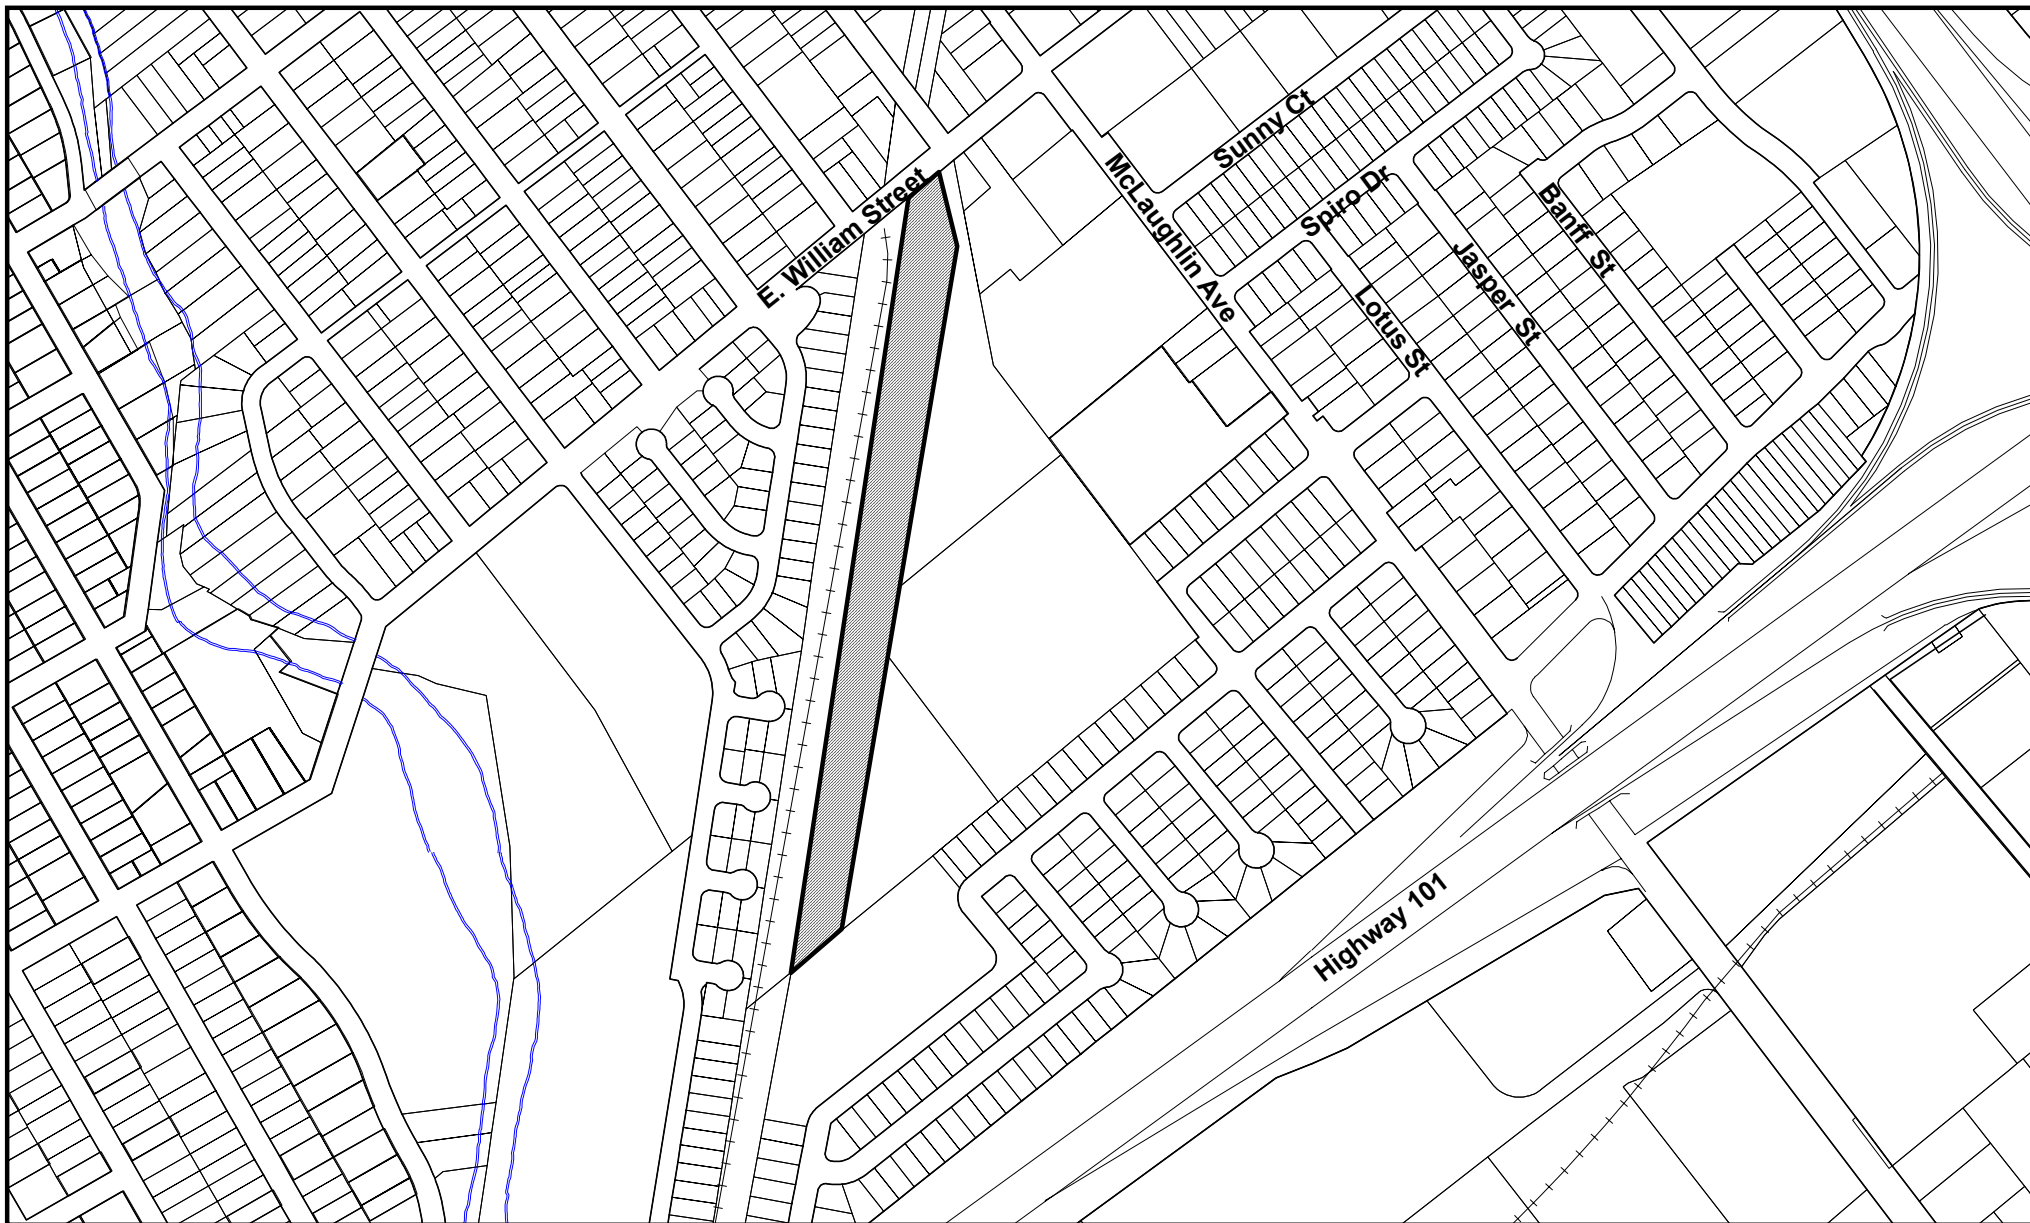 Sunny Ct
McLaughlin Ave
Spiro Dr
E. William Street
Banff St
Jasper St
Lotus St
Highway 101